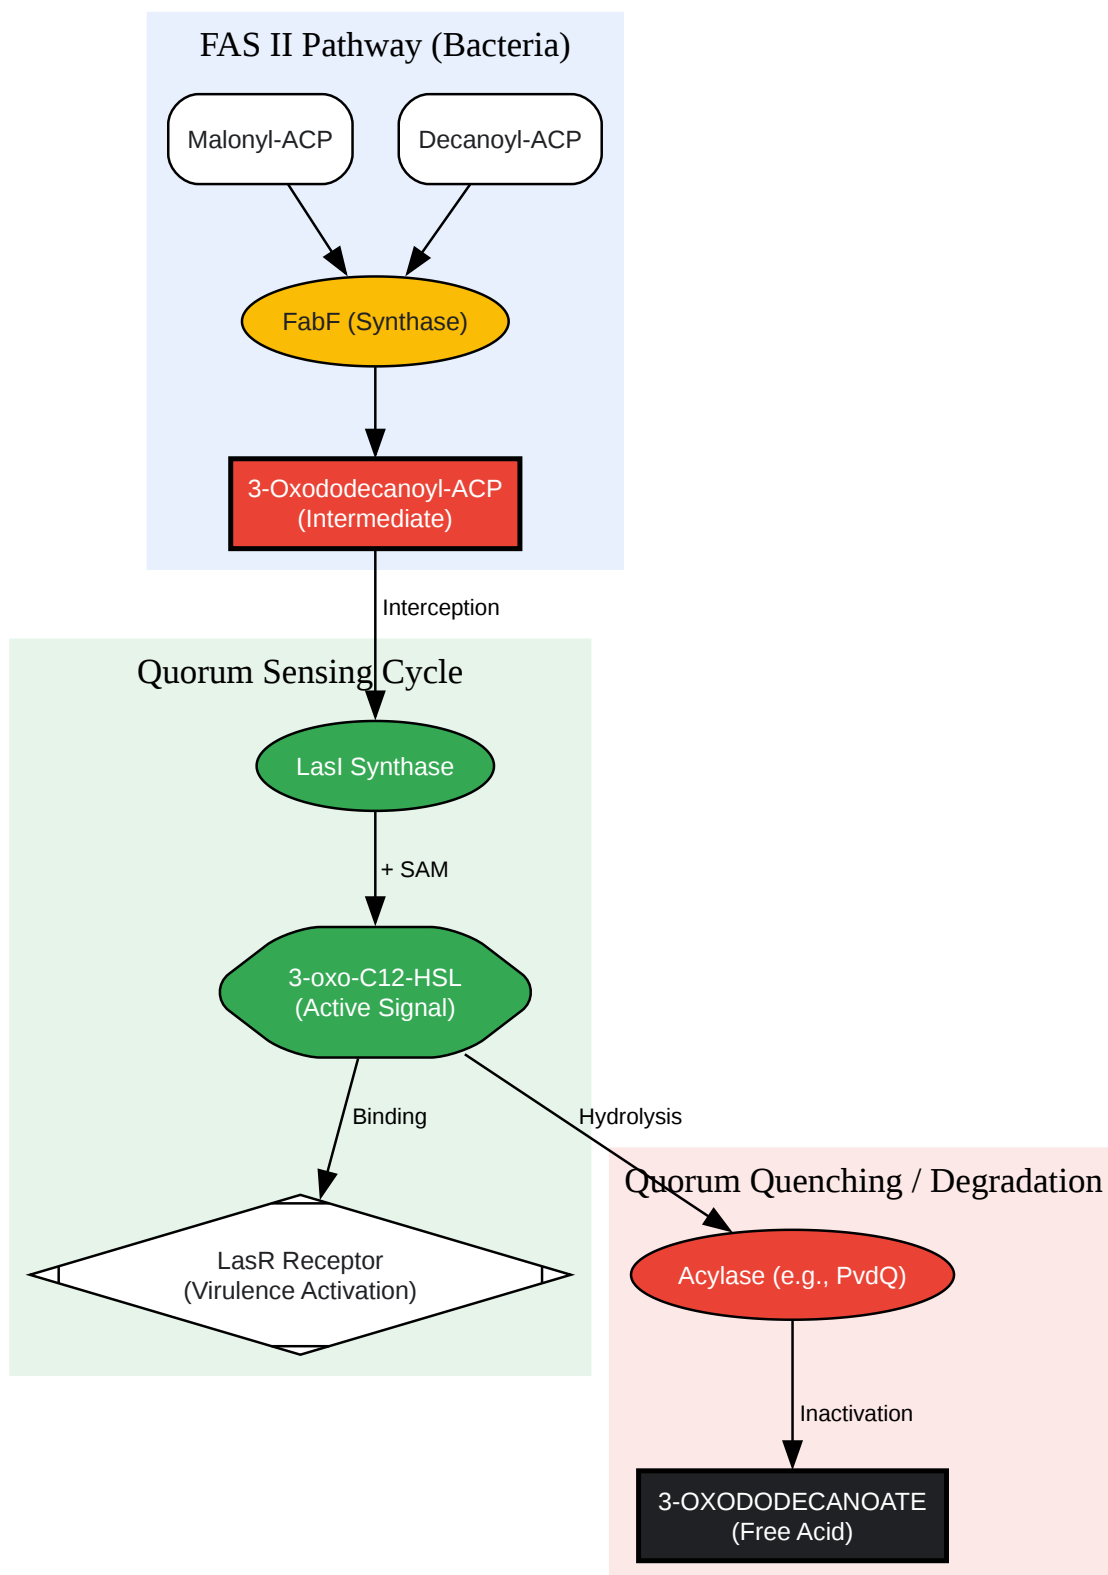 FAS II Pathway (Bacteria)
Malonyl-ACP
Decanoyl-ACP
FabF (Synthase)
3-Oxododecanoyl-ACP
(Intermediate)
Interception
Quorum Sensing Cycle
LasI Synthase
+ SAM
3-oxo-C12-HSL
(Active Signal)
Binding
Hydrolysis
Quorum Quenching / Degradation
LasR Receptor
(Virulence Activation)
Acylase (e.g., PvdQ)
Inactivation
3-OXODODECANOATE
(Free Acid)